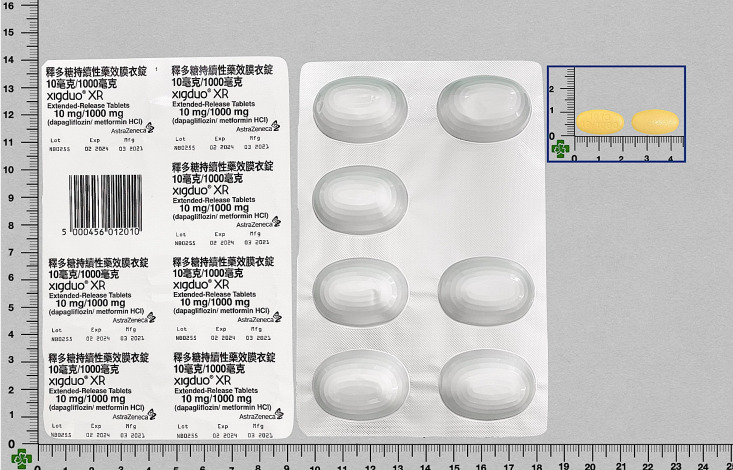 釋多糖持續性藥效膜衣錠
10毫克/1000毫克
xigduo® XR
Extended-Release Tablets
10 mg/1000 mg
(dapagliflozin/ metformin HCl)
AstraZeneca
Lot Exp Mfg
NB0255 02 2024 03 2021
釋多糖持續性藥效膜衣錠
10毫克/1000毫克
xigduo® XR
Extended-Release Tablets
10 mg/1000 mg
(dapagliflozin/ metformin HCl)
AstraZeneca
Lot Exp Mfg
NB0255 02 2024 03 2021
5 000456 012010
釋多糖持續性藥效膜衣錠
10毫克/1000毫克
xigduo® XR
Extended-Release Tablets
10 mg/1000 mg
(dapagliflozin/ metformin HCl)
AstraZeneca
Lot Exp Mfg
NB0255 02 2024 03 2021
釋多糖持續性藥效膜衣錠
10毫克/1000毫克
xigduo® XR
Extended-Release Tablets
10 mg/1000 mg
(dapagliflozin/ metformin HCl)
AstraZeneca
Lot Exp Mfg
NB0255 02 2024 03 2021
釋多糖持續性藥效膜衣錠
10毫克/1000毫克
xigduo® XR
Extended-Release Tablets
10 mg/1000 mg
(dapagliflozin/ metformin HCl)
AstraZeneca
Lot Exp Mfg
NB0255 02 2024 03 2021
釋多糖持續性藥效膜衣錠
10毫克/1000毫克
xigduo® XR
Extended-Release Tablets
10 mg/1000 mg
(dapagliflozin/ metformin HCl)
AstraZeneca
Lot Exp Mfg
NB0255 02 2024 03 2021
釋多糖持續性藥效膜衣錠
10毫克/1000毫克
xigduo® XR
Extended-Release Tablets
10 mg/1000 mg
(dapagliflozin/ metformin HCl)
AstraZeneca
Lot Exp Mfg
NB0255 02 2024 03 2021
16
15
14
13
12
11
10
9
8
7
6
5
4
3
2
1
0
2
1
0
0 1 2 3 4
0 1 2 3 4 5 6 7 8 9 10 11 12 13 14 15 16 17 18 19 20 21 22 23 24